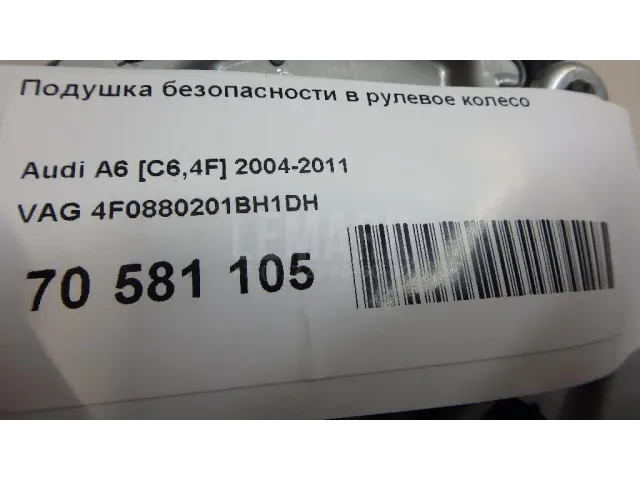 Подушка безопасности в рулевое колесо
Audi A6 [C6,4F] 2004-2011
VAG 4F0880201BH1DH
70 581 105